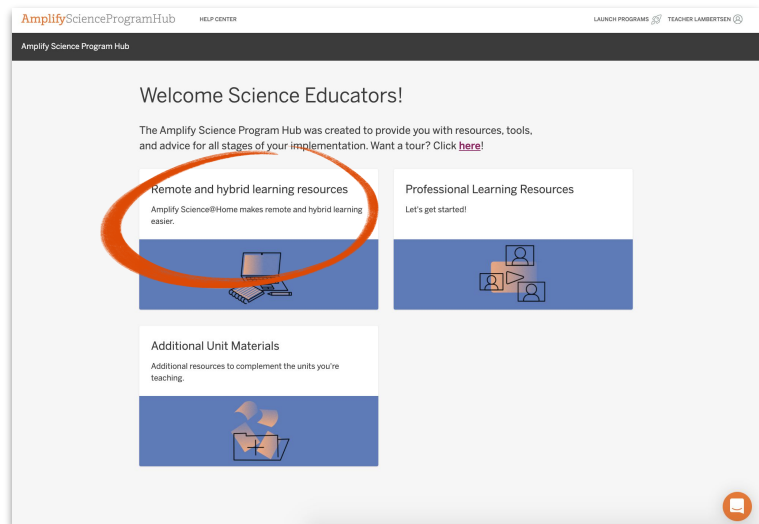 AmplifyScienceProgramHub HELP CENTER LAUNCH PROGRAMS TEACHER LAMBERTSEN
Amplify Science Program Hub
Welcome Science Educators!
The Amplify Science Program Hub was created to provide you with resources, tools,
and advice for all stages of your implementation. Want a tour? Click here!
Remote and hybrid learning resources
Amplify Science@Home makes remote and hybrid learning
easier.
Professional Learning Resources
Let's get started!
Additional Unit Materials
Additional resources to complement the units you're
teaching.